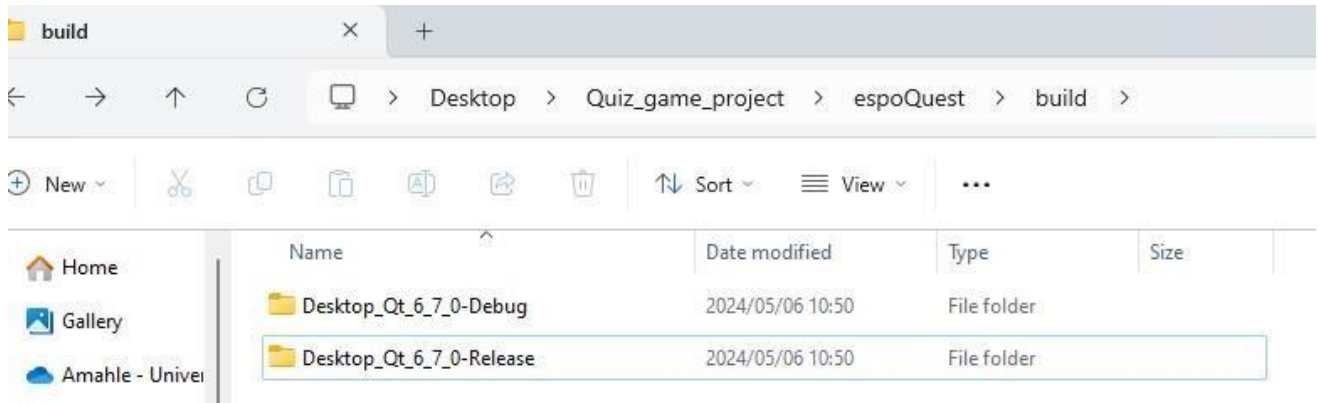 build
Desktop > Quiz_game_project > espoQuest > build >
New Sort View ...
Name Date modified Type Size
Home
Gallery
Amahle - Univer
Desktop_Qt_6_7_0-Debug 2024/05/06 10:50 File folder
Desktop_Qt_6_7_0-Release 2024/05/06 10:50 File folder